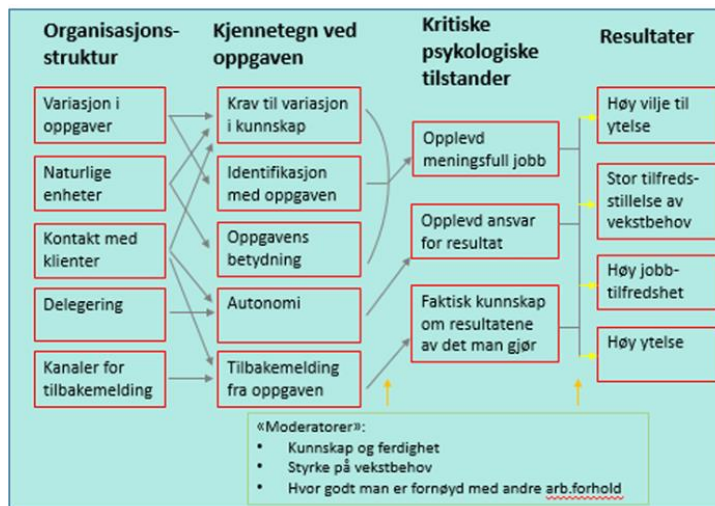 Organisasjons-
struktur
Variasjon i
oppgaver
Naturlige
enheter
Kontakt med
klienter
Delegering
Kanaler for
tilbakemelding
Kjennetegn ved
oppgaven
Krav til variasjon
i kunnskap
Identifikasjon
med oppgaven
Oppgavens
betydning
Autonomi
Tilbakemelding
fra oppgaven
Kritiske
psykologiske
tilstander
Opplevd
meningsfull jobb
Opplevd ansvar
for resultat
Faktisk kunnskap
om resultatene
av det man gjør
Resultater
Høy vilje til
ytelse
Stor tilfreds-
stillelse av
vekstbehov
Høy jobb-
tilfredshet
Høy ytelse
«Moderatorer»:
• Kunnskap og ferdighet
• Styrke på vekstbehov
• Hvor godt man er fornøyd med andre arb.forhold